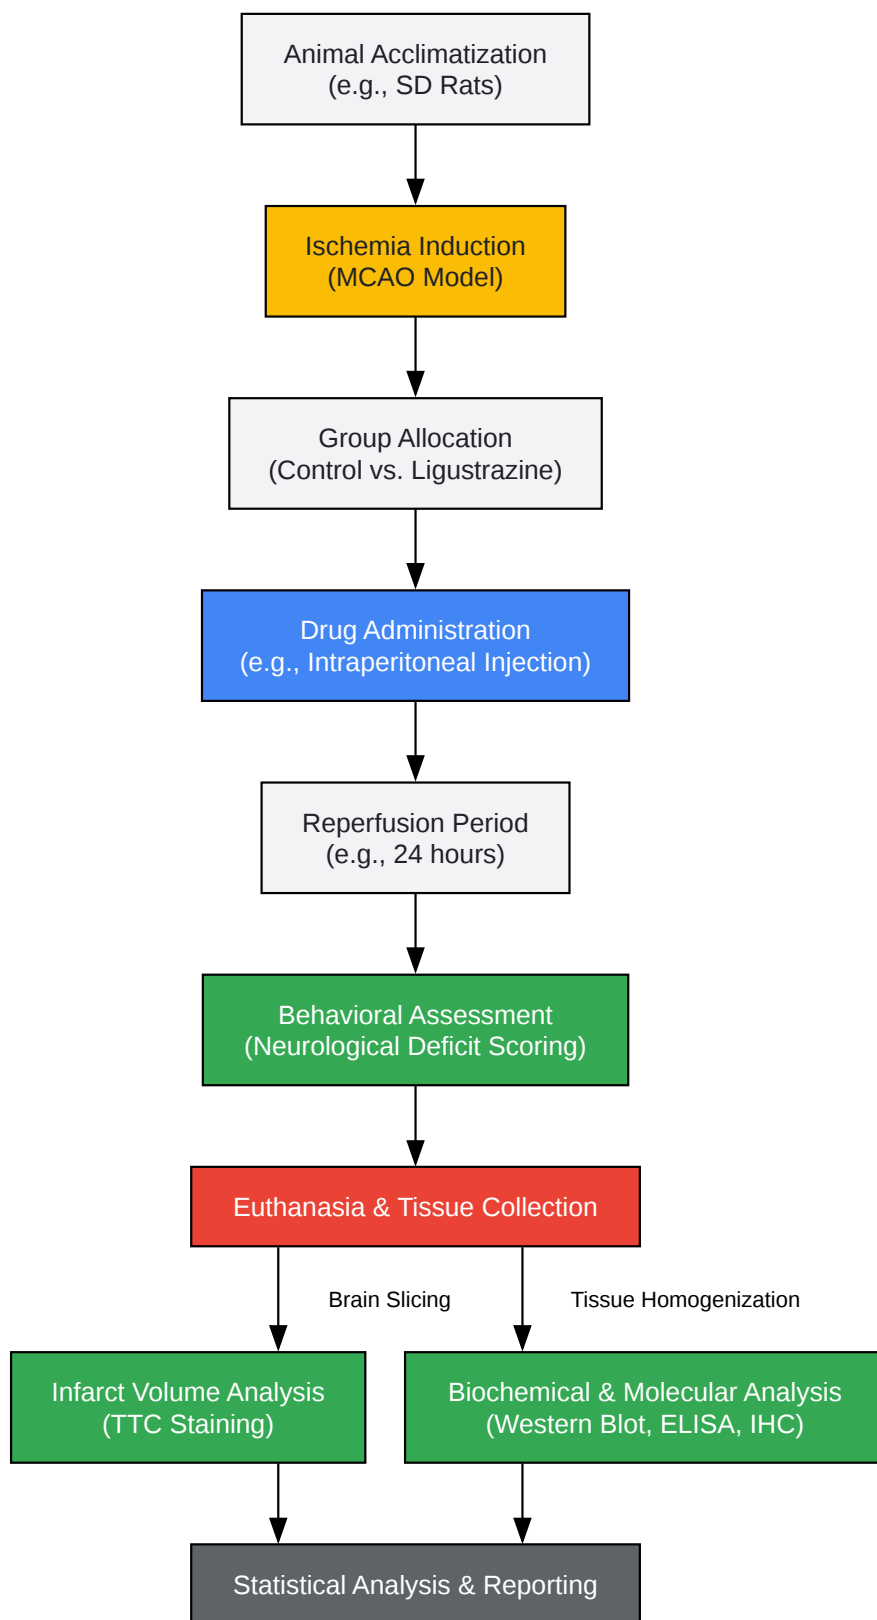 Animal Acclimatization
(e.g., SD Rats)
Ischemia Induction
(MCAO Model)
Group Allocation
(Control vs. Ligustrazine)
Drug Administration
(e.g., Intraperitoneal Injection)
Reperfusion Period
(e.g., 24 hours)
Behavioral Assessment
(Neurological Deficit Scoring)
Euthanasia & Tissue Collection
Brain Slicing
Tissue Homogenization
Infarct Volume Analysis
(TTC Staining)
Biochemical & Molecular Analysis
(Western Blot, ELISA, IHC)
Statistical Analysis & Reporting